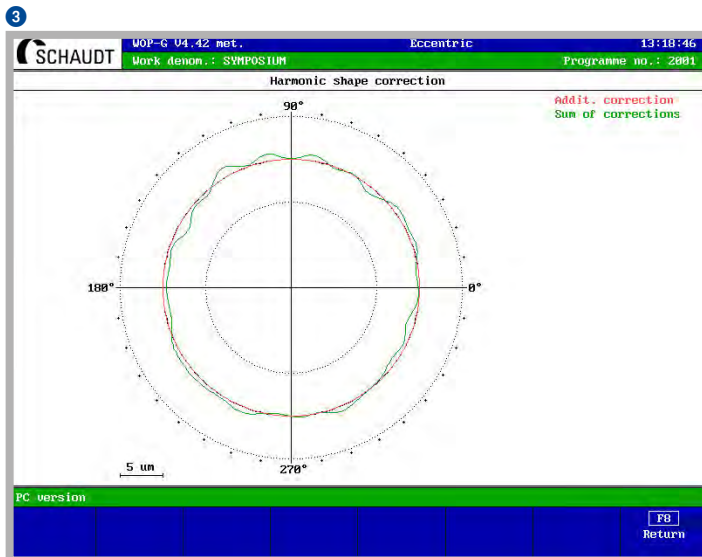 3
SCHAUDT
WOP-G V4.42 met. Eccentric 13:18:46
Work denom.: SYMPOSIUM Programme no.: 2001
Harmonic shape correction
Addit. correction
Sum of corrections
90°
180° 0°
270°
5 um
PC version
F8
Return